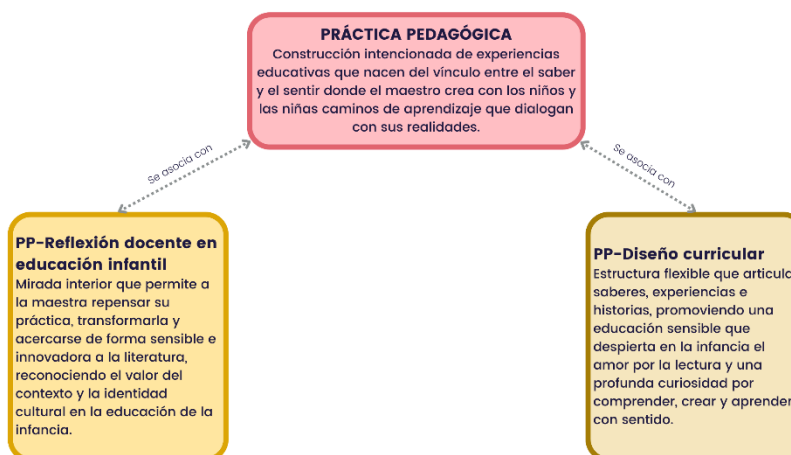 PRÁCTICA PEDAGÓGICA
Construcción intencionada de experiencias
educativas que nacen del vínculo entre el saber
y el sentir donde el maestro crea con los niños y
las niñas caminos de aprendizaje que dialogan
con sus realidades.
Se asocia con
Se asocia con
PP-Reflexión docente en
educación infantil
Mirada interior que permite a
la maestra repensar su
práctica, transformarla y
acercarse de forma sensible e
innovadora a la literatura,
reconociendo el valor del
contexto y la identidad
cultural en la educación de la
infancia.
PP-Diseño curricular
Estructura flexible que articula
saberes, experiencias e
historias, promoviendo una
educación sensible que
despierta en la infancia el
amor por la lectura y una
profunda curiosidad por
comprender, crear y aprender
con sentido.